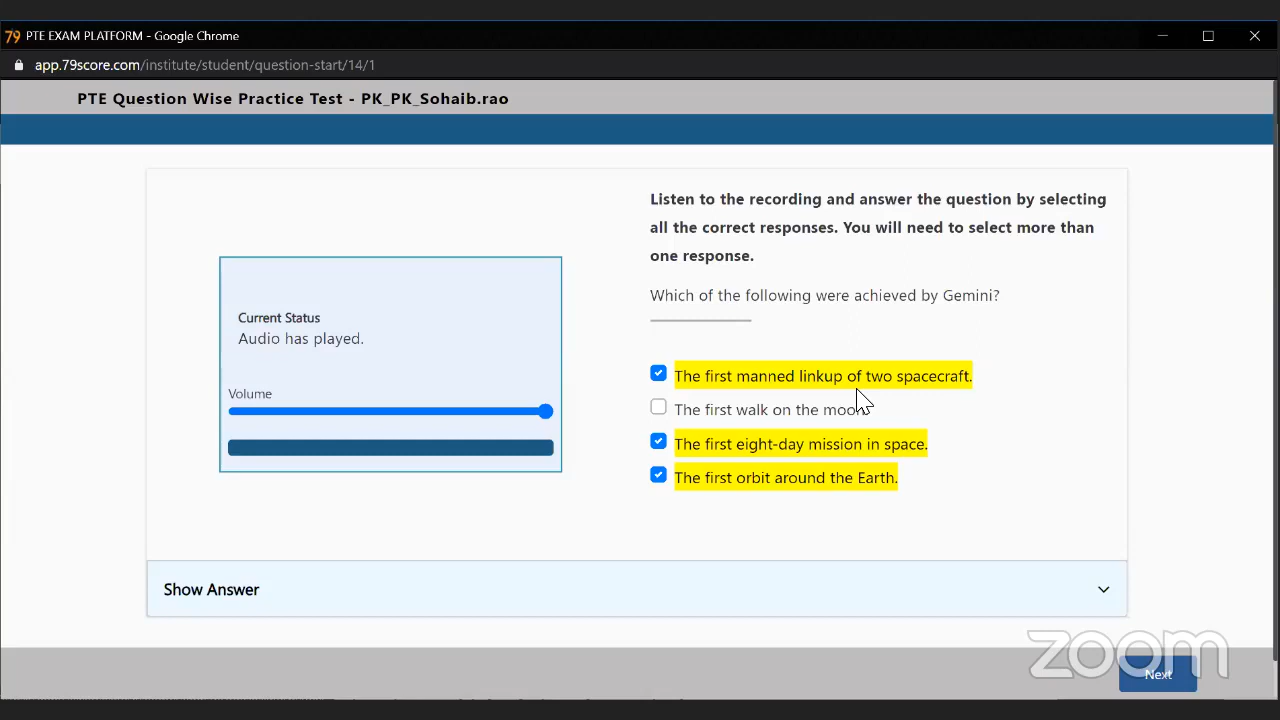 79 PTE EXAM PLATFORM - Google Chrome
app.79score.com/institute/student/question-start/14/1
PTE Question Wise Practice Test - PK_PK_Sohaib.rao
Listen to the recording and answer the question by selecting
all the correct responses. You will need to select more than
one response.
Which of the following were achieved by Gemini?
Current Status
Audio has played.
Volume
The first manned linkup of two spacecraft.
The first walk on the moo
The first eight-day mission in space.
The first orbit around the Earth.
Show Answer
zoom
Next